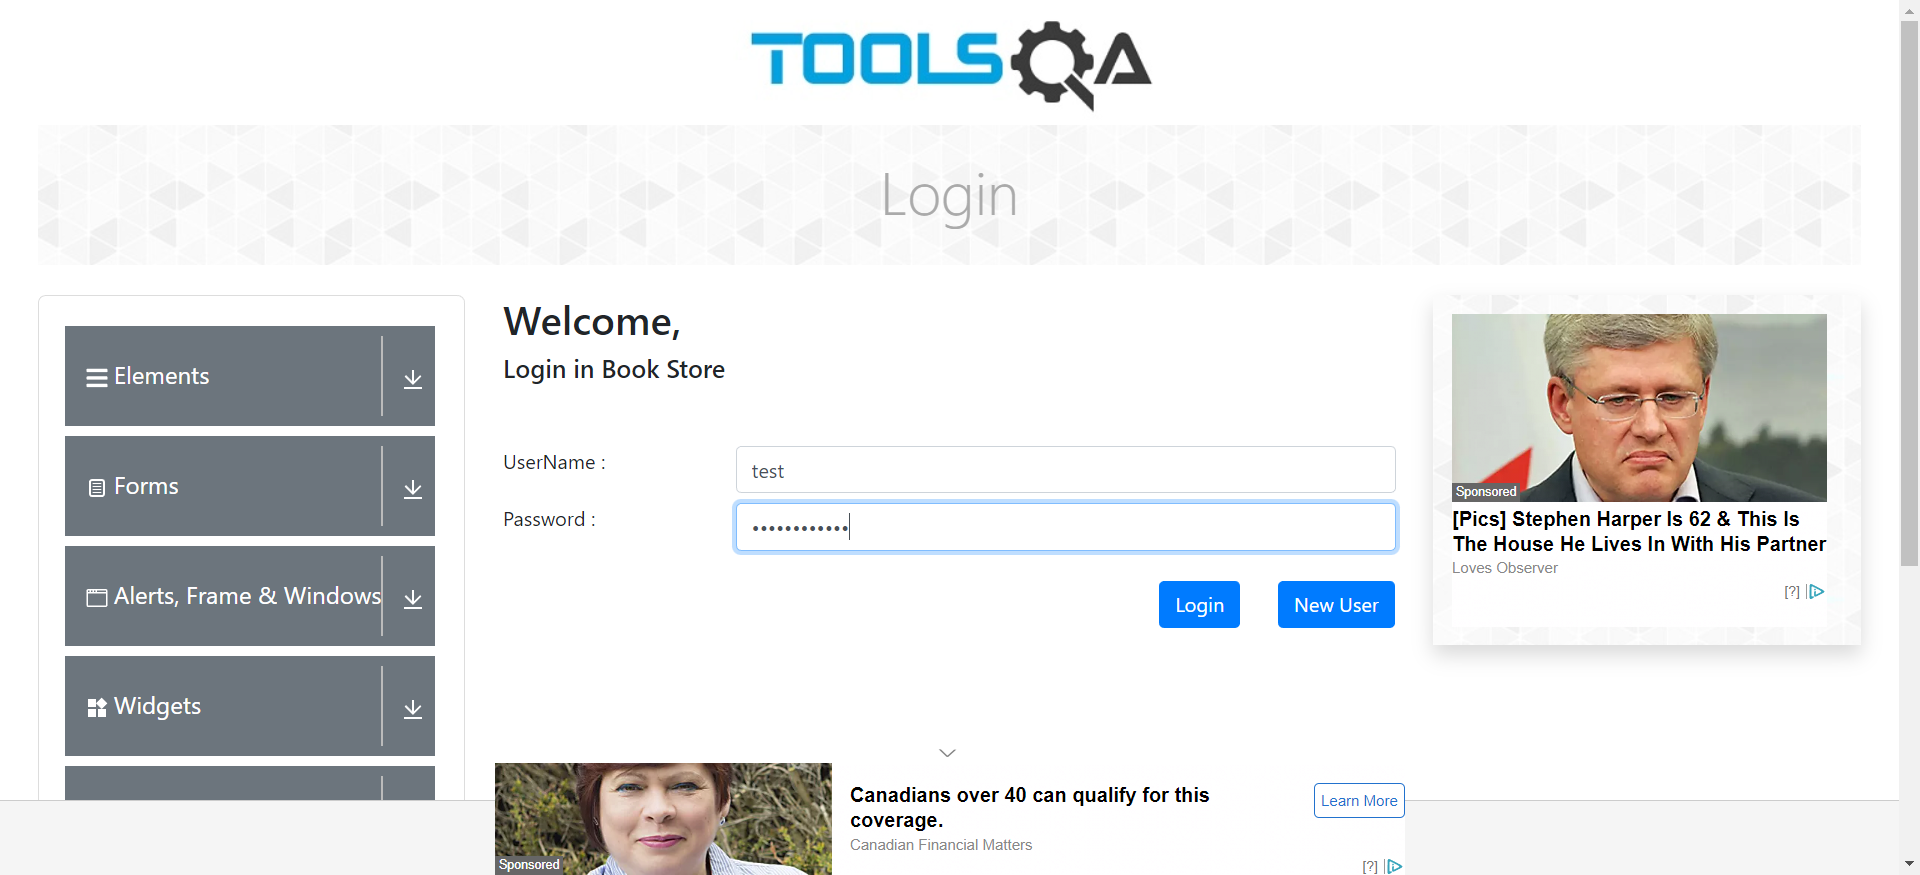 TOOLSQA
Login
Elements
Forms
Alerts, Frame & Windows
Widgets
Welcome,
Login in Book Store
UserName :
test
Password :
••••••••••••
Login
New User
Sponsored
[Pics] Stephen Harper Is 62 & This Is
The House He Lives In With His Partner
Loves Observer
[?]
Sponsored
Canadians over 40 can qualify for this
coverage.
Canadian Financial Matters
Learn More
[?]